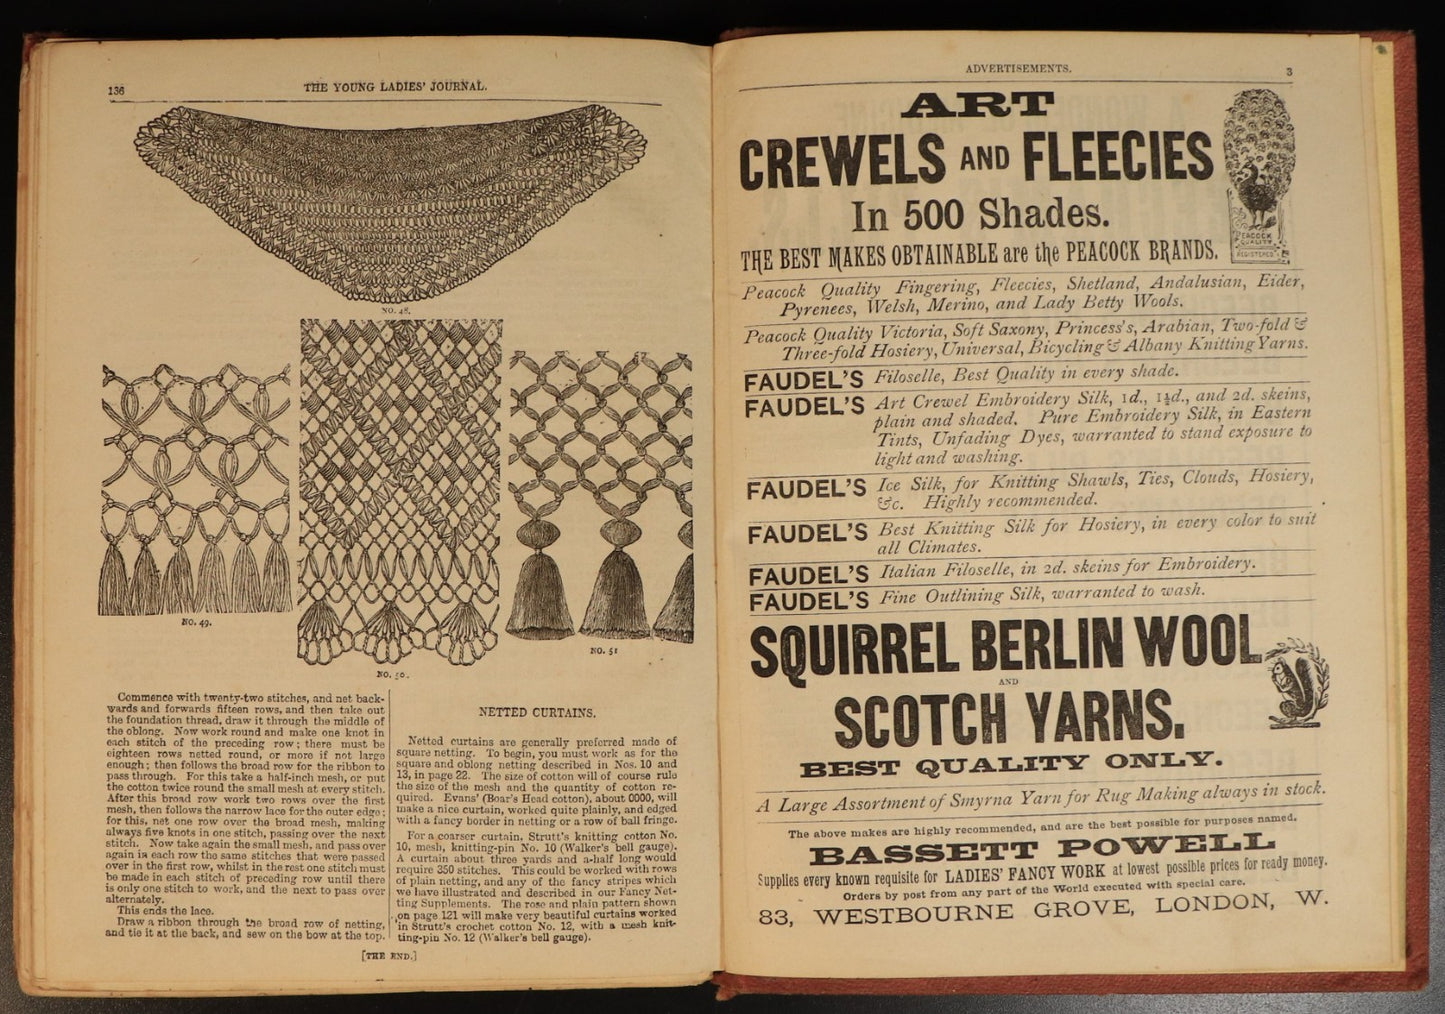 136
THE YOUNG LADIES' JOURNAL.
NO. 48.
NO. 49.
NO. 50.
NO. 51
Commence with twenty-two stitches, and net back-
wards and forwards fifteen rows, and then take out
the foundation thread, draw it through the middle of
the oblong. Now work round and make one knot in
each stitch of the preceding row; there must be
eighteen rows netted round, or more if not large
enough; then follows the broad row for the ribbon to
pass through. For this take a half-inch mesh, or put
the cotton twice round the small mesh at every stitch.
After this broad row work two rows over the first
mesh, then follows the narrow lace for the outer edge;
for this, net one row over the broad mesh, making
always five knots in one stitch, passing over the next
stitch. Now take again the small mesh, and pass over
again in each row the same stitches that were passed
over in the first row, whilst in the rest one stitch must
be made in each stitch of preceding row until there
is only one stitch to work, and the next to pass over
alternately.
This ends the lace.
Draw a ribbon through the broad row of netting,
and tie it at the back, and sew on the bow at the top.
NETTED CURTAINS.
Netted curtains are generally preferred made of
square netting. To begin, you must work as for the
square and oblong netting described in Nos. 10 and
13, in page 22. The size of cotton will of course rule
the size of the mesh and the quantity of cotton re-
quired. Evans' (Boar's Head cotton), about 0000, will
make a nice curtain, worked quite plainly, and edged
with a fancy border in netting or a row of ball fringe.
For a coarser curtain, Strutt's knitting cotton No.
10, mesh, knitting-pin No. 10 (Walker's bell gauge).
A curtain about three yards and a-half long would
require 350 stitches. This could be worked with rows
of plain netting, and any of the fancy stripes which
we have illustrated and described in our Fancy Net-
ting Supplements. The rose and plain pattern shown
on page 121 will make very beautiful curtains worked
in Strutt's crochet cotton No. 12, with a mesh knit-
ting-pin No. 12 (Walker's bell gauge).
[THE END.]
ADVERTISEMENTS.
3
ART
CREWELS AND FLEECIES
In 500 Shades.
THE BEST MAKES OBTAINABLE are the PEACOCK BRANDS.
PEACOCK
QUALITY
REGISTERED
Peacock Quality Fingering, Fleecies, Shetland, Andalusian, Eider,
Pyrenees, Welsh, Merino, and Lady Betty Wools.
Peacock Quality Victoria, Soft Saxony, Princess's, Arabian, Two-fold &
Three-fold Hosiery, Universal, Bicycling & Albany Knitting Yarns.
FAUDEL'S Filoselle, Best Quality in every shade.
FAUDEL'S Art Crewel Embroidery Silk, 1d., 1½d., and 2d. skeins,
plain and shaded. Pure Embroidery Silk, in Eastern
Tints, Unfading Dyes, warranted to stand exposure to
light and washing.
FAUDEL'S Ice Silk, for Knitting Shawls, Ties, Clouds, Hosiery,
&c. Highly recommended.
FAUDEL'S Best Knitting Silk for Hosiery, in every color to suit
all Climates.
FAUDEL'S Italian Filoselle, in 2d. skeins for Embroidery.
FAUDEL'S Fine Outlining Silk, warranted to wash.
SQUIRREL BERLIN WOOL
AND
SCOTCH YARNS.
BEST QUALITY ONLY.
A Large Assortment of Smyrna Yarn for Rug Making always in stock.
The above makes are highly recommended, and are the best possible for purposes named.
BASSETT POWELL
Supplies every known requisite for LADIES' FANCY WORK at lowest possible prices for ready money.
Orders by post from any part of the World executed with special care.
83, WESTBOURNE GROVE, LONDON, W.